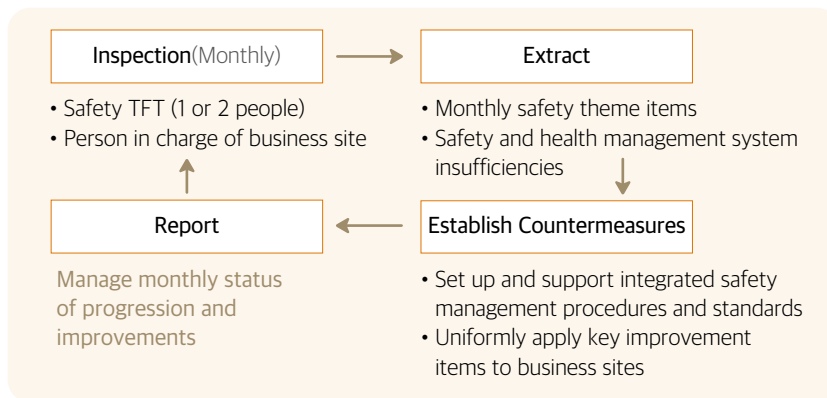 Inspection(Monthly)
• Safety TFT (1 or 2 people)
• Person in charge of business site
Extract
• Monthly safety theme items
• Safety and health management system
insufficiencies
Establish Countermeasures
• Set up and support integrated safety
management procedures and standards
• Uniformly apply key improvement
items to business sites
Report
Manage monthly status
of progression and
improvements